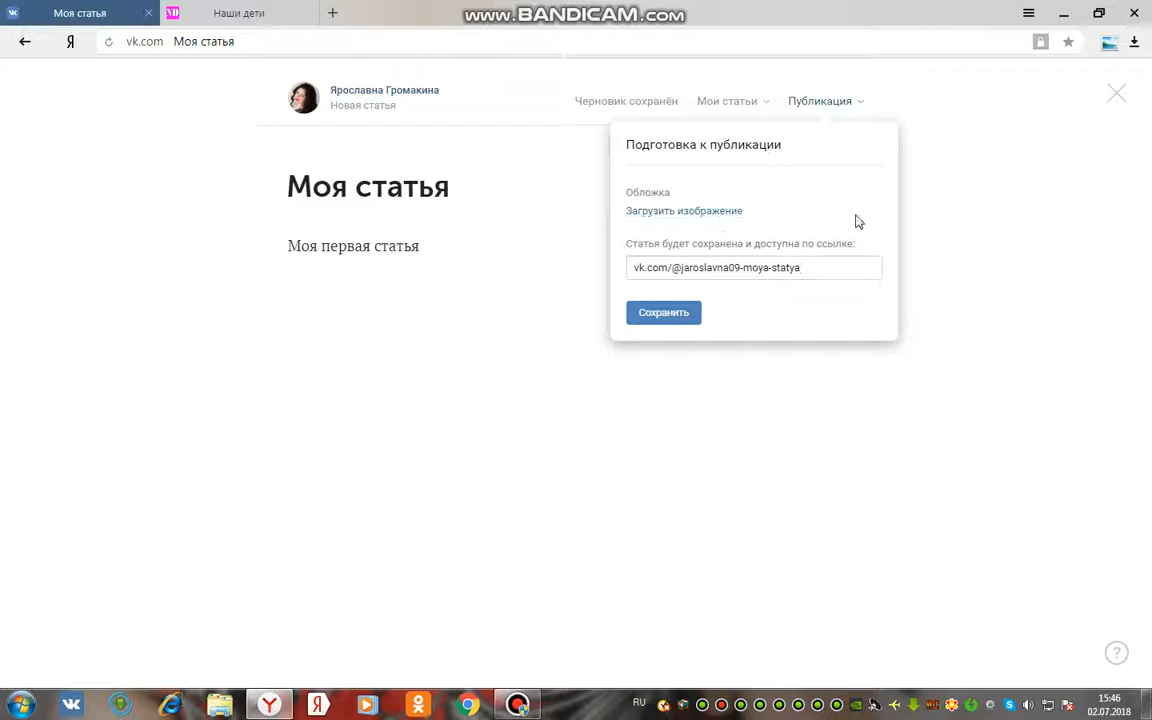 Моя статья
Наши дети
www.BANDICAM.com
Я
vk.com Моя статья
Ярославна Громакина
Новая статья
Черновик сохранён
Мои статьи
Публикация
Подготовка к публикации
Обложка
Загрузить изображение
Статья будет сохранена и доступна по ссылке:
vk.com/@jaroslavna09-moya-statya
Сохранить
Моя статья
Моя первая статья
?
RU
15:46
02.07.2018